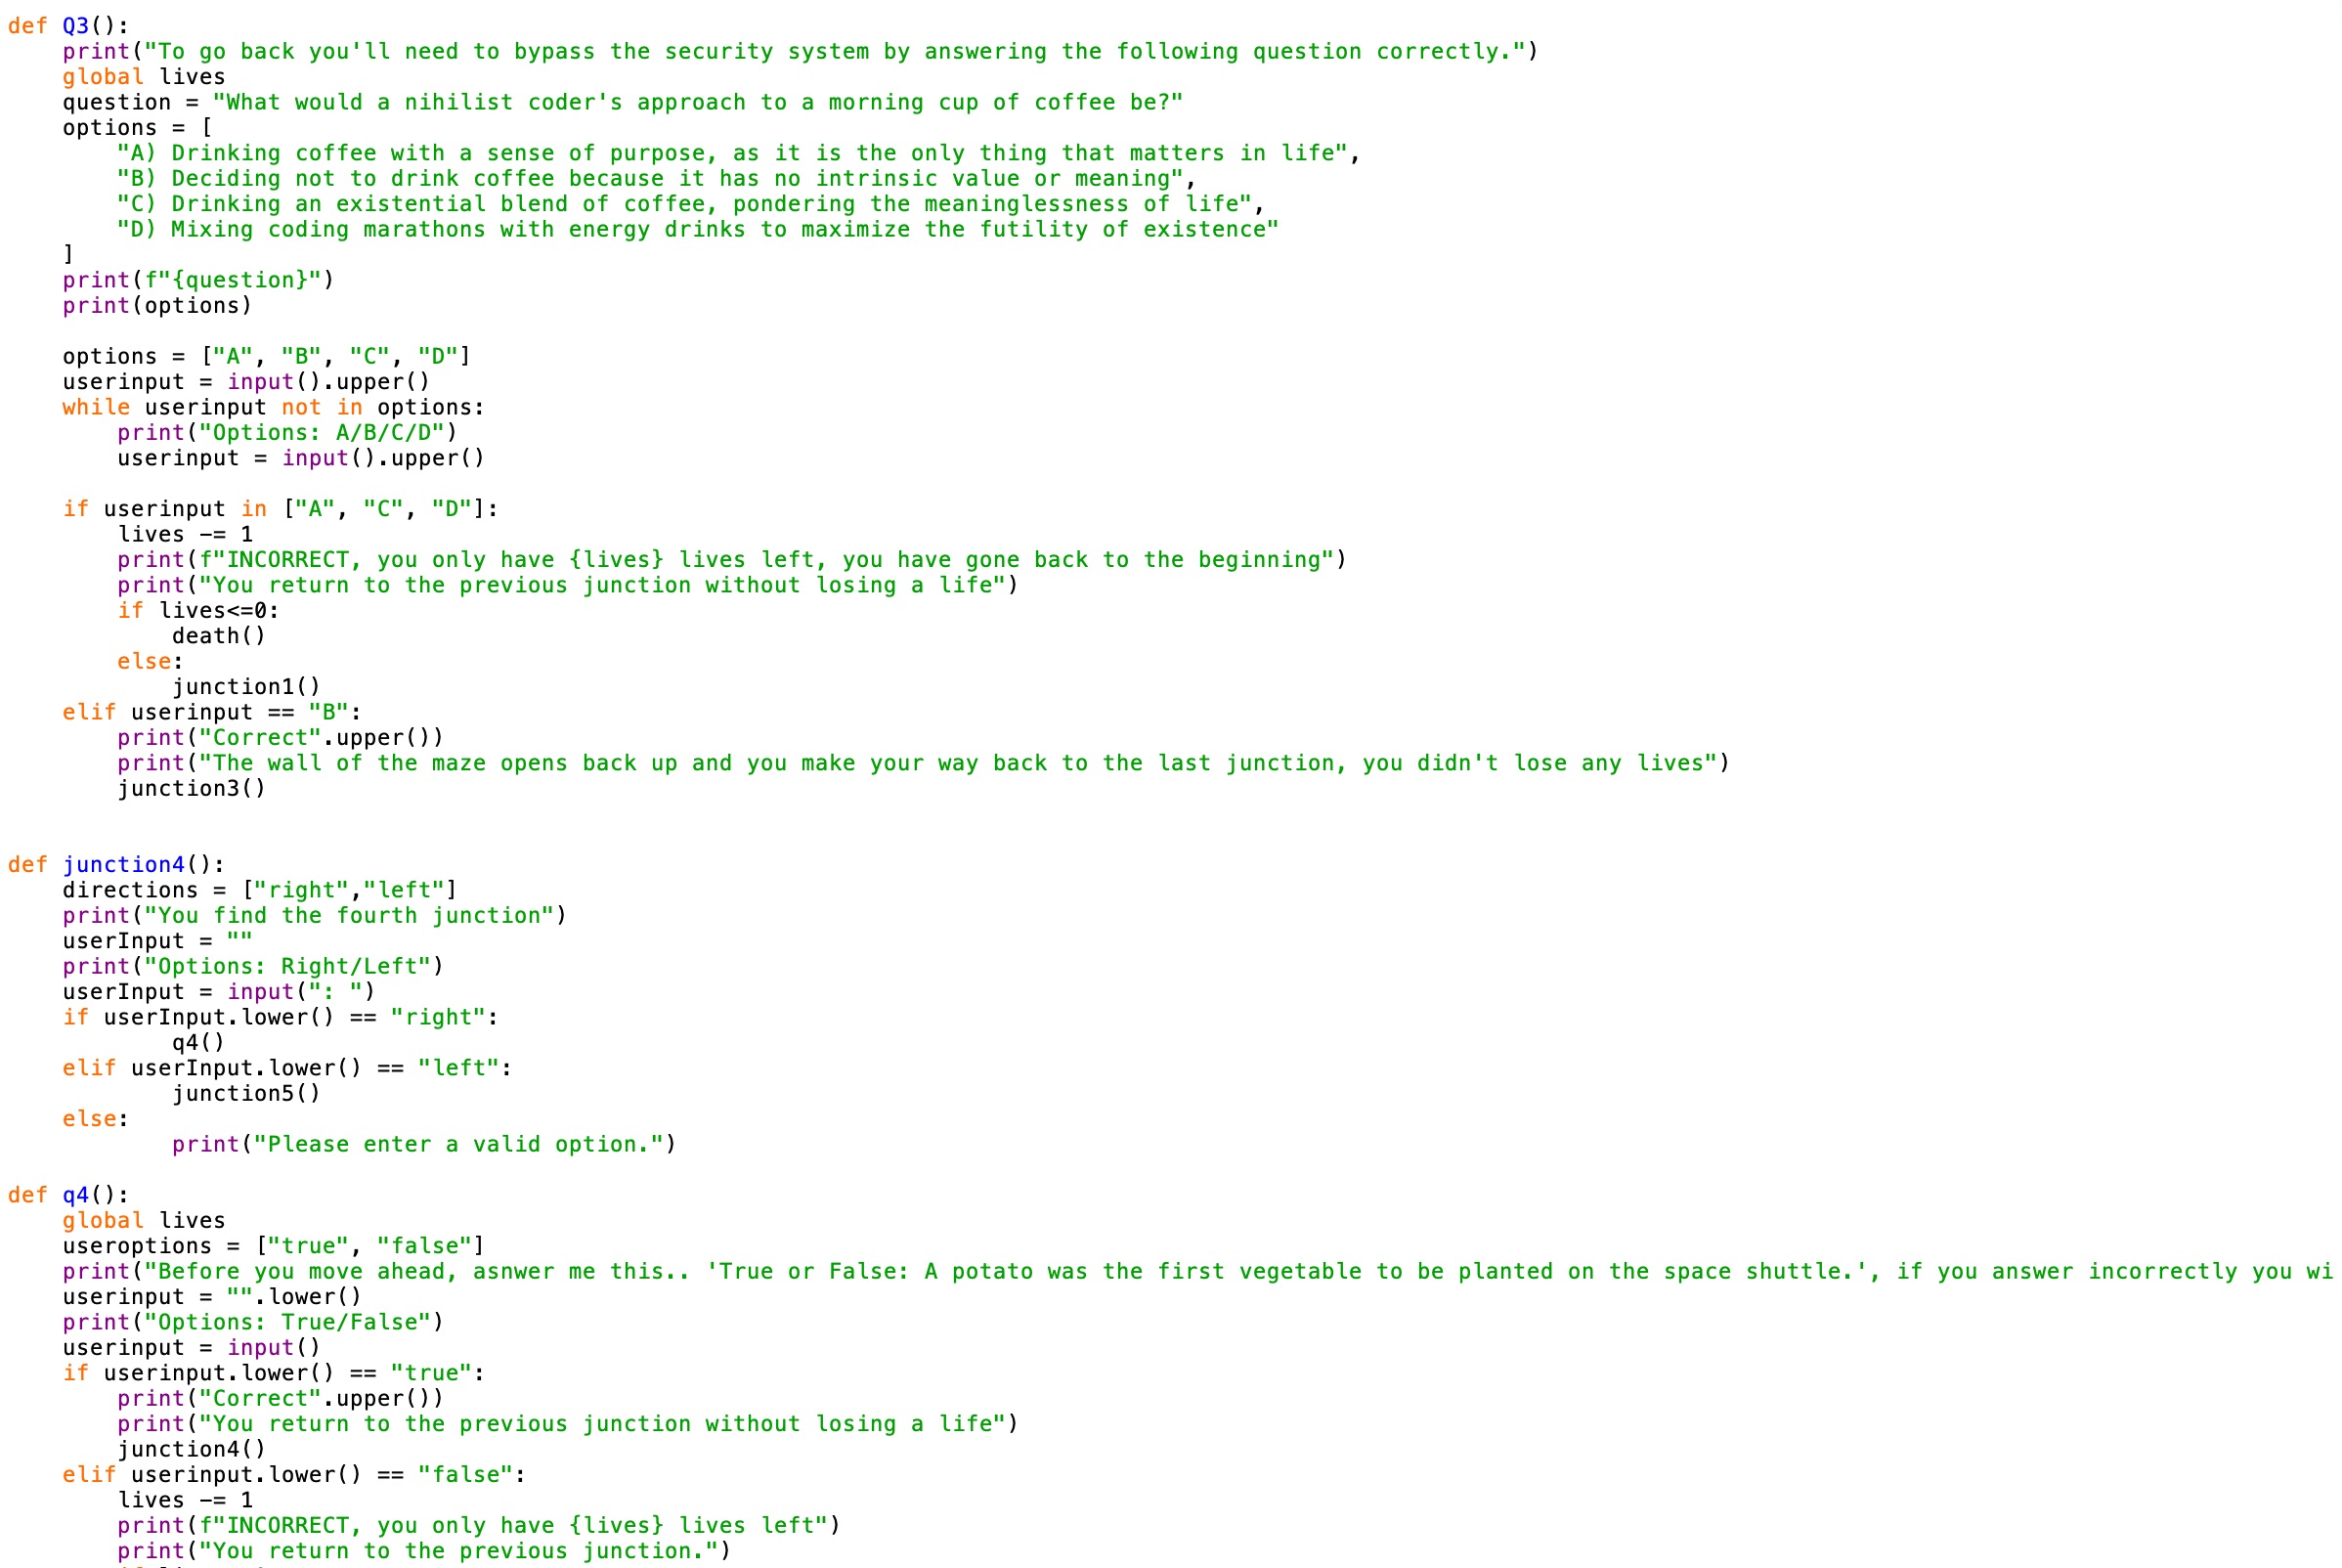 def Q3():
    print("To go back you'll need to bypass the security system by answering the following question correctly.")
    global lives
    question = "What would a nihilist coder's approach to a morning cup of coffee be?"
    options = [
        "A) Drinking coffee with a sense of purpose, as it is the only thing that matters in life",
        "B) Deciding not to drink coffee because it has no intrinsic value or meaning",
        "C) Drinking an existential blend of coffee, pondering the meaninglessness of life",
        "D) Mixing coding marathons with energy drinks to maximize the futility of existence"
    ]
    print(f"{question}")
    print(options)

    options = ["A", "B", "C", "D"]
    userinput = input().upper()
    while userinput not in options:
        print("Options: A/B/C/D")
        userinput = input().upper()

    if userinput in ["A", "C", "D"]:
        lives -= 1
        print(f"INCORRECT, you only have {lives} lives left, you have gone back to the beginning")
        print("You return to the previous junction without losing a life")
        if lives<=0:
            death()
        else:
            junction1()
    elif userinput == "B":
        print("Correct".upper())
        print("The wall of the maze opens back up and you make your way back to the last junction, you didn't lose any lives")
        junction3()


def junction4():
    directions = ["right","left"]
    print("You find the fourth junction")
    userInput = ""
    print("Options: Right/Left")
    userInput = input(": ")
    if userInput.lower() == "right":
            q4()
    elif userInput.lower() == "left":
            junction5()
    else:
            print("Please enter a valid option.")

def q4():
    global lives
    useroptions = ["true", "false"]
    print("Before you move ahead, asnwer me this.. 'True or False: A potato was the first vegetable to be planted on the space shuttle.', if you answer incorrectly you wi
    userinput = "".lower()
    print("Options: True/False")
    userinput = input()
    if userinput.lower() == "true":
        print("Correct".upper())
        print("You return to the previous junction without losing a life")
        junction4()
    elif userinput.lower() == "false":
        lives -= 1
        print(f"INCORRECT, you only have {lives} lives left")
        print("You return to the previous junction.")